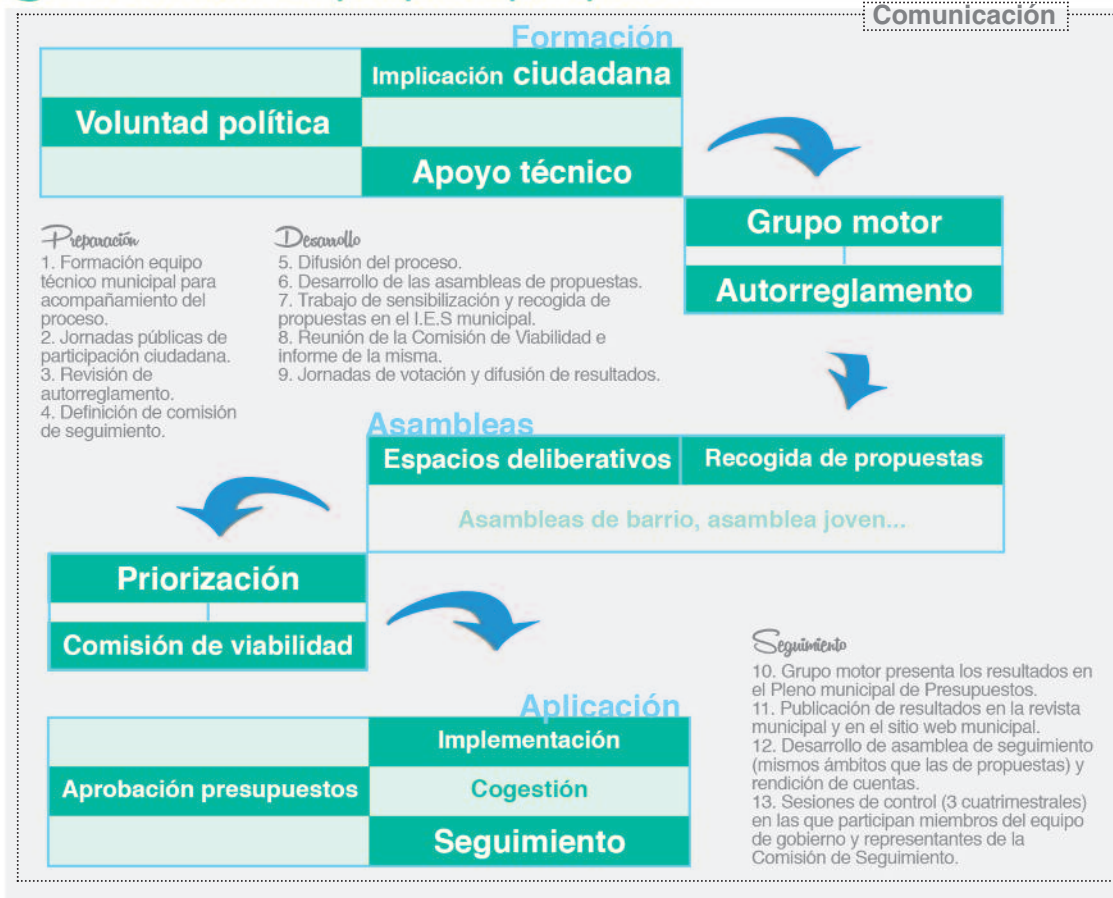 Comunicación
Formación
Implicación ciudadana
Voluntad política
Apoyo técnico
Grupo motor
Autorreglamento
Preparación
1. Formación equipo
técnico municipal para
acompañamiento del
proceso.
2. Jornadas públicas de
participación ciudadana.
3. Revisión de
autorreglamento.
4. Definición de comisión
de seguimiento.
Desarrollo
5. Difusión del proceso.
6. Desarrollo de las asambleas de propuestas.
7. Trabajo de sensibilización y recogida de
propuestas en el I.E.S municipal.
8. Reunión de la Comisión de Viabilidad e
informe de la misma.
9. Jornadas de votación y difusión de resultados.
Asambleas
Espacios deliberativos
Recogida de propuestas
Asambleas de barrio, asamblea joven...
Priorización
Comisión de viabilidad
Aplicación
Implementación
Aprobación presupuestos
Cogestión
Seguimiento
Seguimiento
10. Grupo motor presenta los resultados en
el Pleno municipal de Presupuestos.
11. Publicación de resultados en la revista
municipal y en el sitio web municipal.
12. Desarrollo de asamblea de seguimiento
(mismos ámbitos que las de propuestas) y
rendición de cuentas.
13. Sesiones de control (3 cuatrimestrales)
en las que participan miembros del equipo
de gobierno y representantes de la
Comisión de Seguimiento.